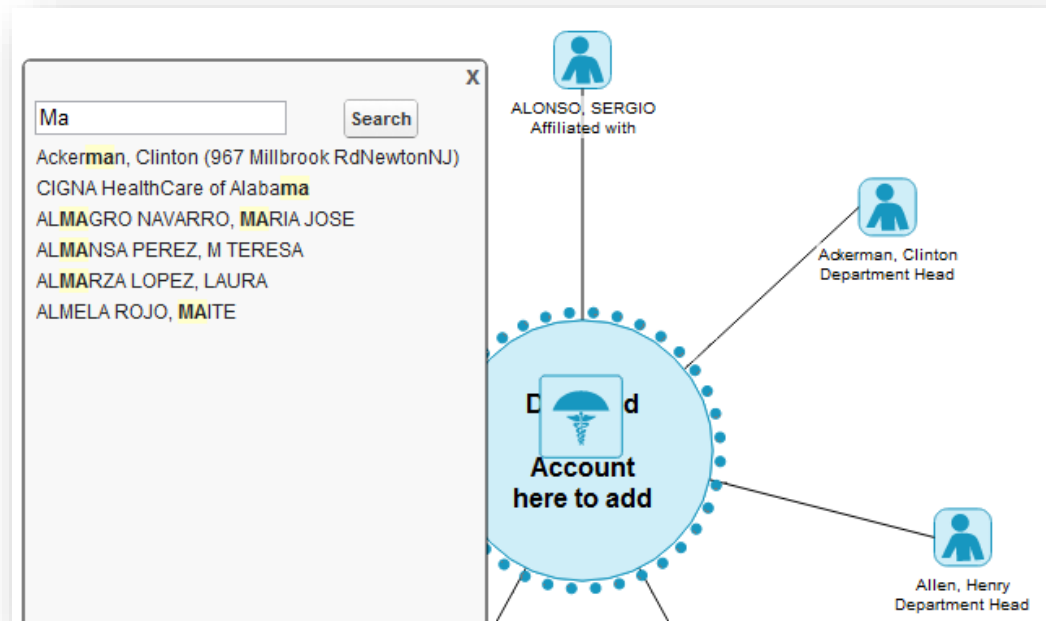 X
Ma
Search
Ackerman, Clinton (967 Millbrook RdNewtonNJ)
CIGNA HealthCare of Alabama
ALMAGRO NAVARRO, MARIA JOSE
ALMANSA PEREZ, M TERESA
ALMARZA LOPEZ, LAURA
ALMELA ROJO, MAITE
ALONSO, SERGIO
Affiliated with
Ackerman, Clinton
Department Head
Account
here to add
Allen, Henry
Department Head